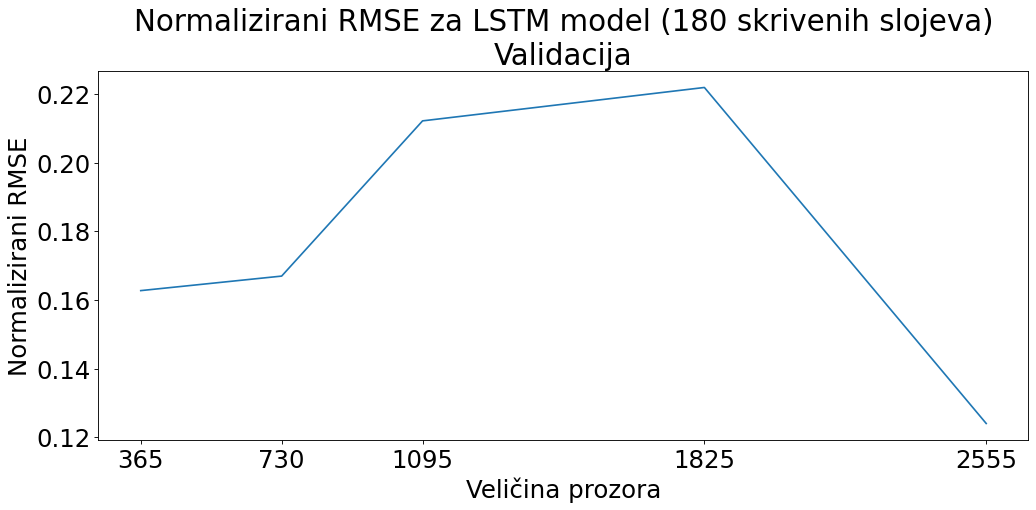 Normalizirani RMSE za LSTM model (180 skrivenih slojeva)
Validacija
Normalizirani RMSE
0.22
0.20
0.18
0.16
0.14
0.12
365 730 1095 1825 2555
Veličina prozora